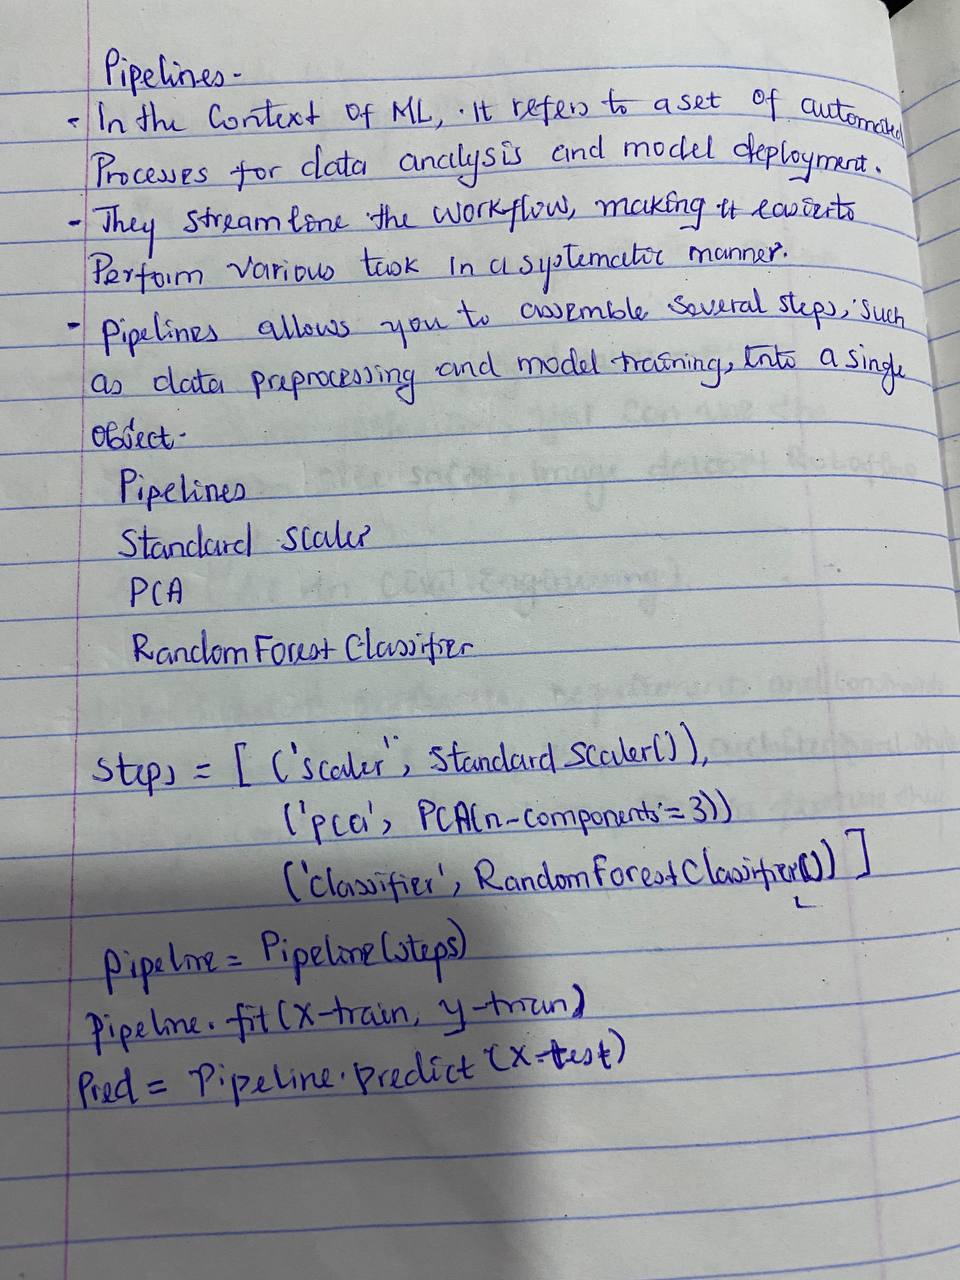 Pipelines-
- In the Context Of ML, it refers to a set of automated
Processes for data analysis and model deployment.
- They streamline the workflow, making it easier to
Perform various task in a systematic manner.
- pipelines allows you to assemble several steps, such
as data preprocessing and model training, Into a single
object-
Pipelines
Standard scaler
PCA
RandomForest Classifier
Steps = [ ('scaler'', Standard Scaler()),
('pca', PCA(n-components = 3))
('classifier', RandomForestClassifier()) ]
pipeline = Pipeline(steps)
pipeline.fit(x-train, y-train)
Pred = Pipeline.predict(x-test)